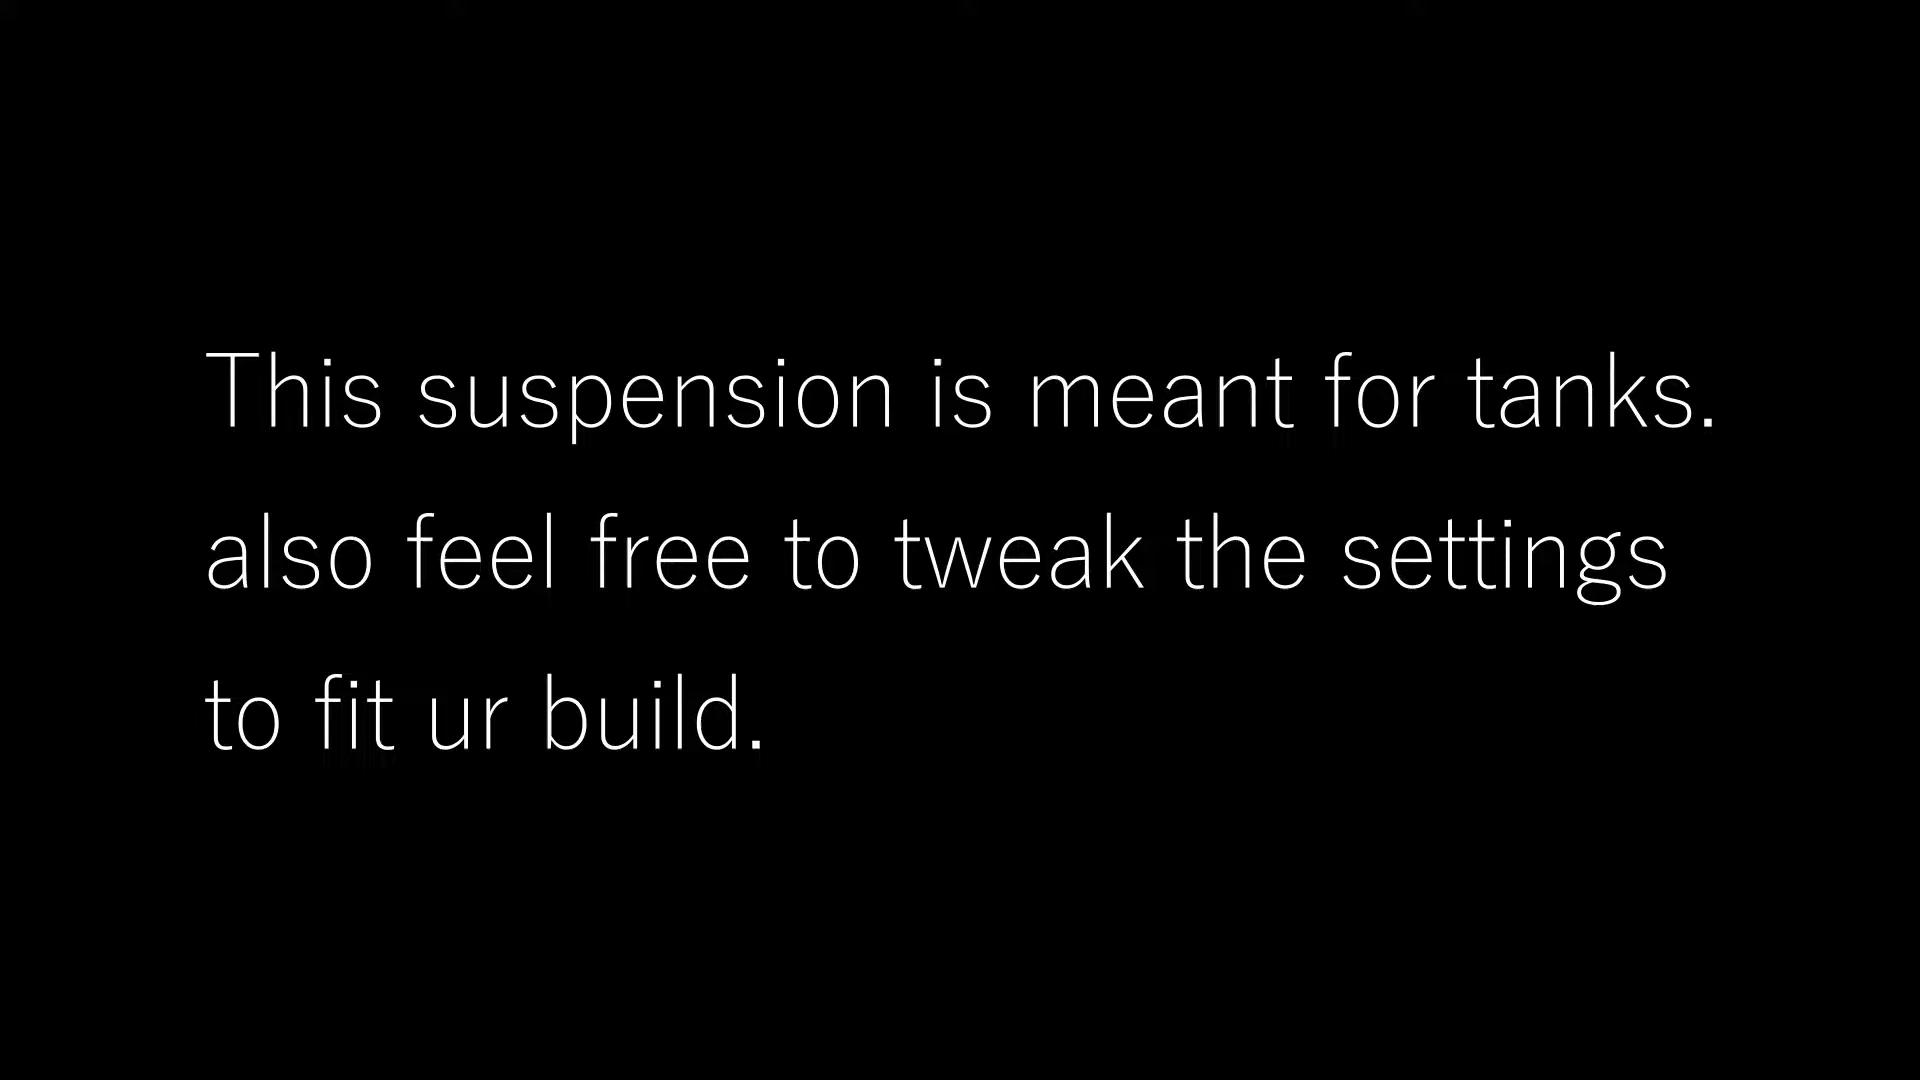 This suspension is meant for tanks.
also feel free to tweak the settings
to fit ur build.